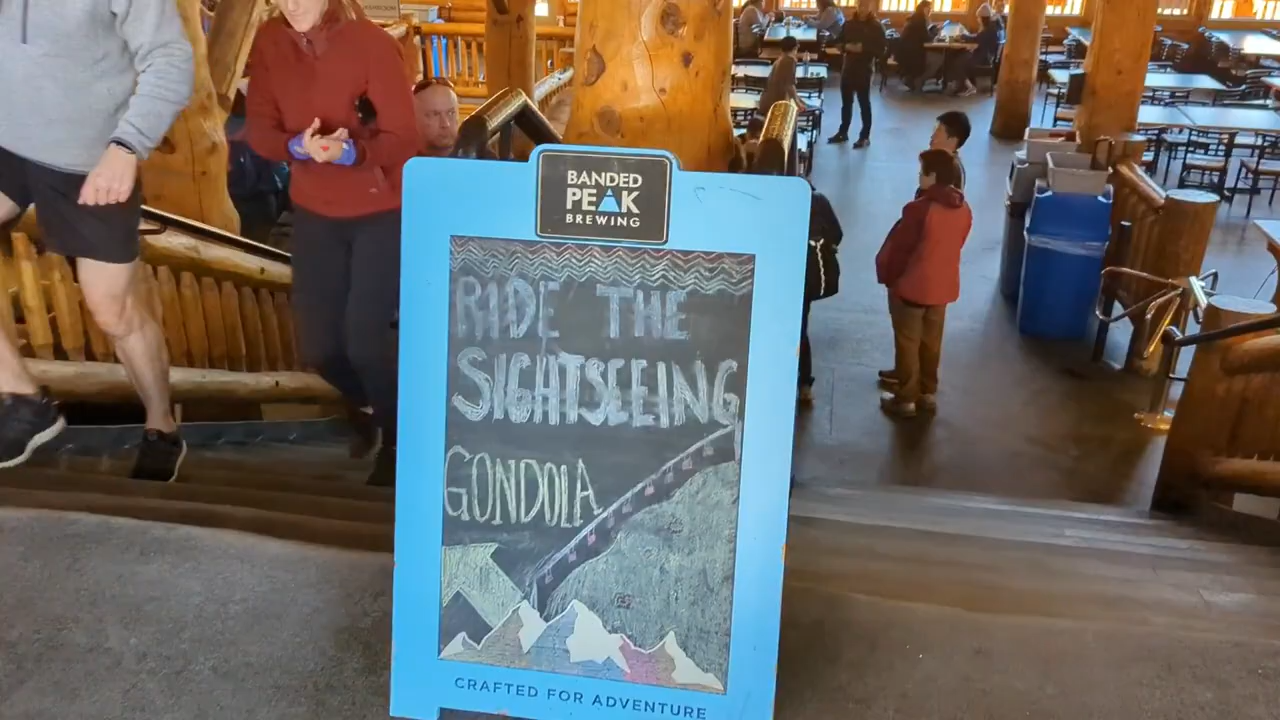 BANDED
PEAK
BREWING
RIDE THE
SIGHTSEEING
GONDOLA
CRAFTED FOR ADVENTURE